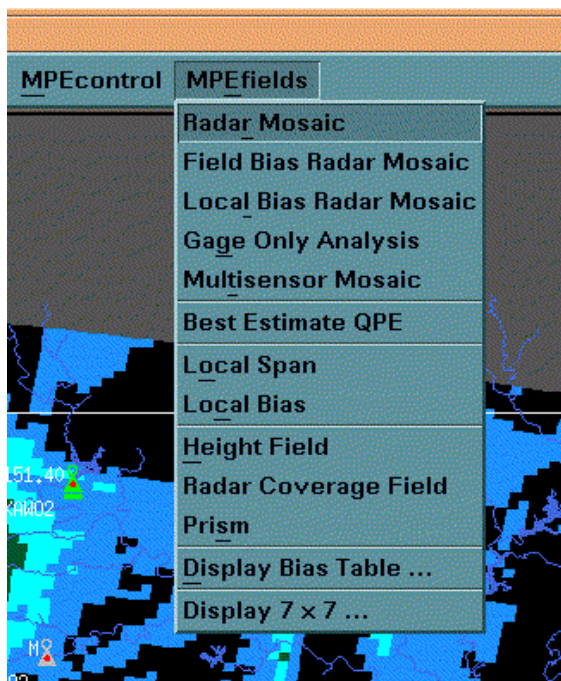 MPEcontrol MPEfields
Radar Mosaic
Field Bias Radar Mosaic
Local Bias Radar Mosaic
Gage Only Analysis
Multisensor Mosaic
Best Estimate QPE
Local Span
Local Bias
Height Field
Radar Coverage Field
Prism
Display Bias Table ...
Display 7 x 7 ...
151.40
KAWO2
M